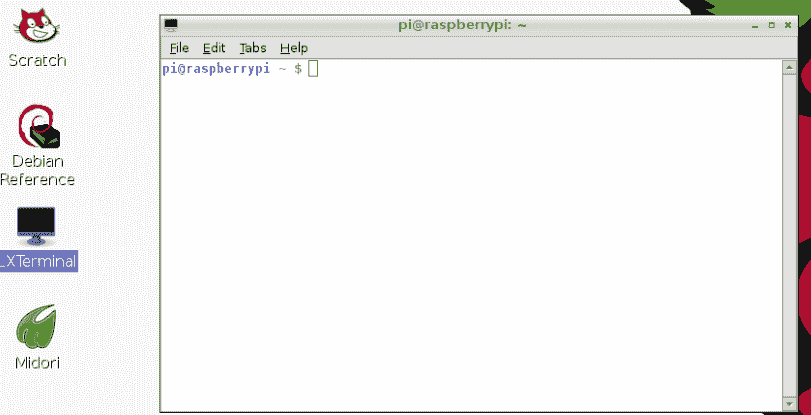 Scratch
Debian
Reference
LXTerminal
Midori
pi@raspberrypi: ~
File Edit Tabs Help
pi@raspberrypi ~ $